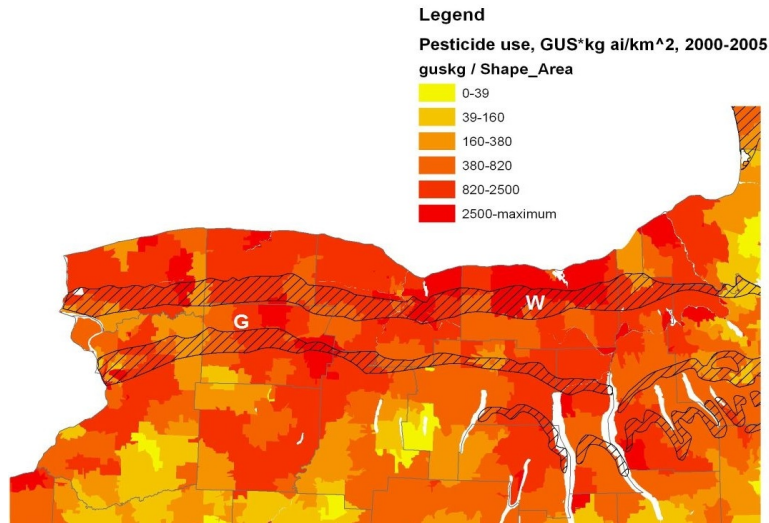 Legend
Pesticide use, GUS*kg ai/km^2, 2000-2005
guskg / Shape_Area
0-39
39-160
160-380
380-820
820-2500
2500-maximum
W
G